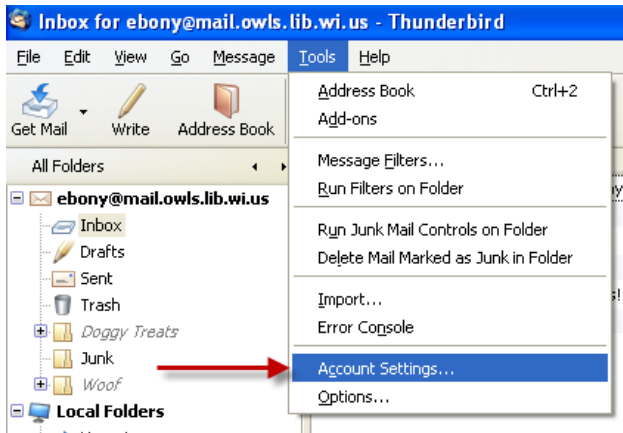 Inbox for ebony@mail.owls.lib.wi.us - Thunderbird
File Edit View Go Message Tools Help
Get Mail Write Address Book
All Folders
ebony@mail.owls.lib.wi.us
Inbox
Drafts
Sent
Trash
Doggy Treats
Junk
Woof
Local Folders
Address Book Ctrl+2
Add-ons
Message Filters...
Run Filters on Folder
Run Junk Mail Controls on Folder
Delete Mail Marked as Junk in Folder
Import...
Error Console
Account Settings...
Options...